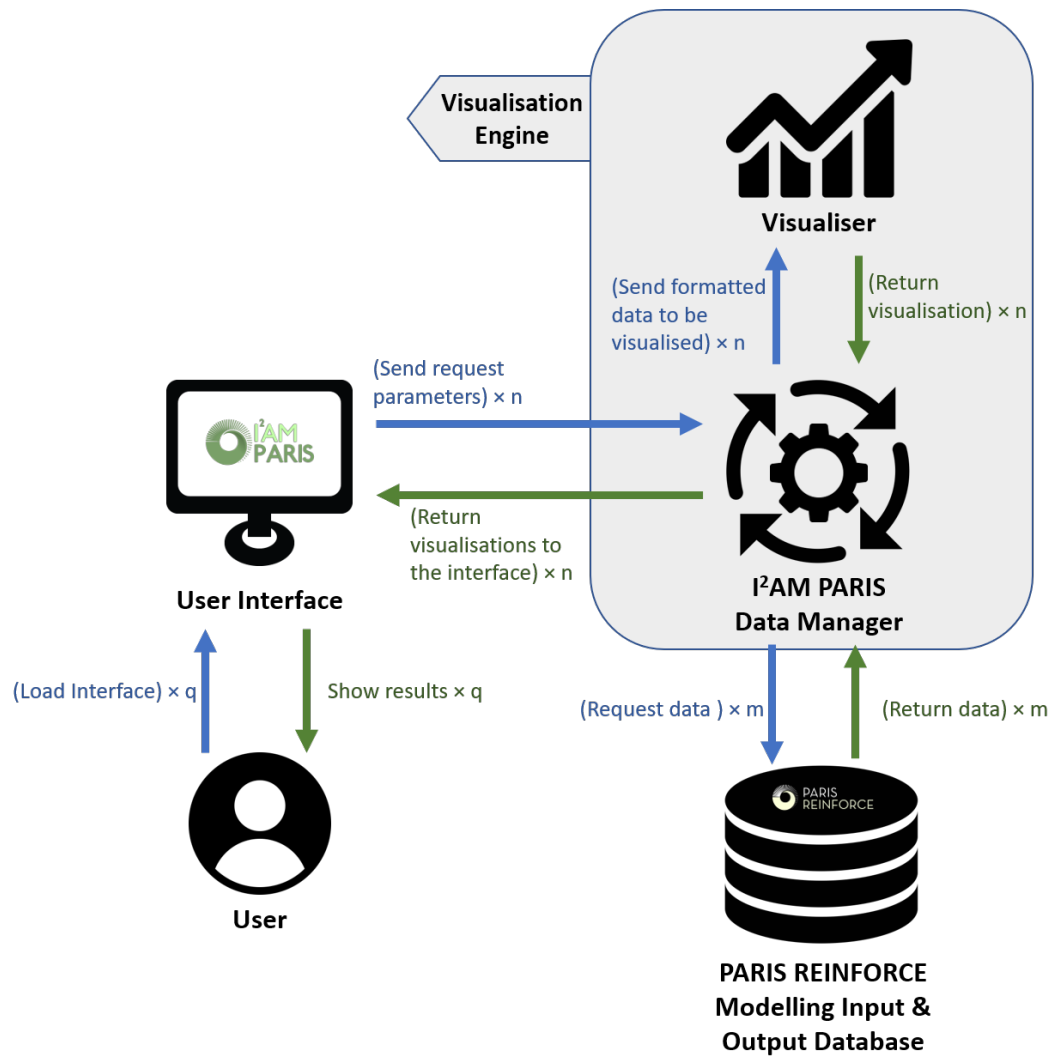 Visualisation
Engine
Visualiser
(Send formatted
data to be
visualised) × n
(Return
visualisation) × n
(Send request
parameters) × n
I²AM
PARIS
(Return
visualisations to
the interface) × n
User Interface
I²AM PARIS
Data Manager
(Load Interface) × q
Show results × q
(Request data ) × m
(Return data) × m
PARIS
REINFORCE
User
PARIS REINFORCE
Modelling Input &
Output Database